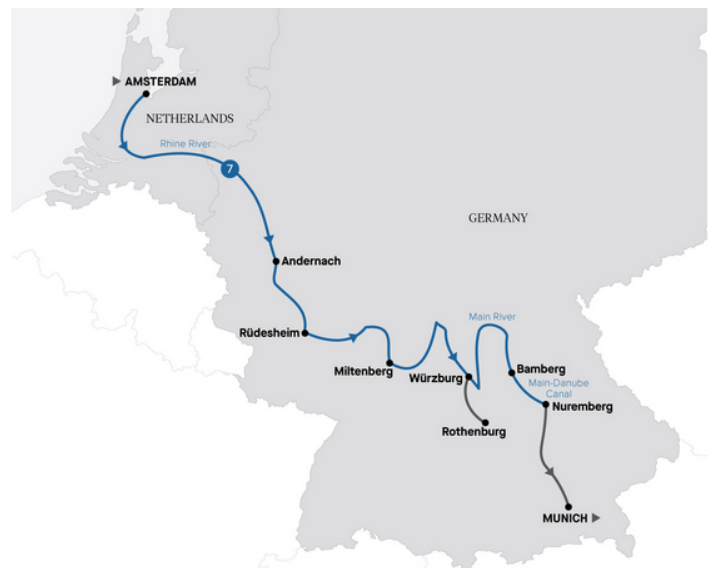 AMSTERDAM
NETHERLANDS
Rhine River
7
GERMANY
Andernach
Rüdesheim
Main River
Miltenberg
Würzburg
Bamberg
Main-Danube
Canal
Nuremberg
Rothenburg
MUNICH